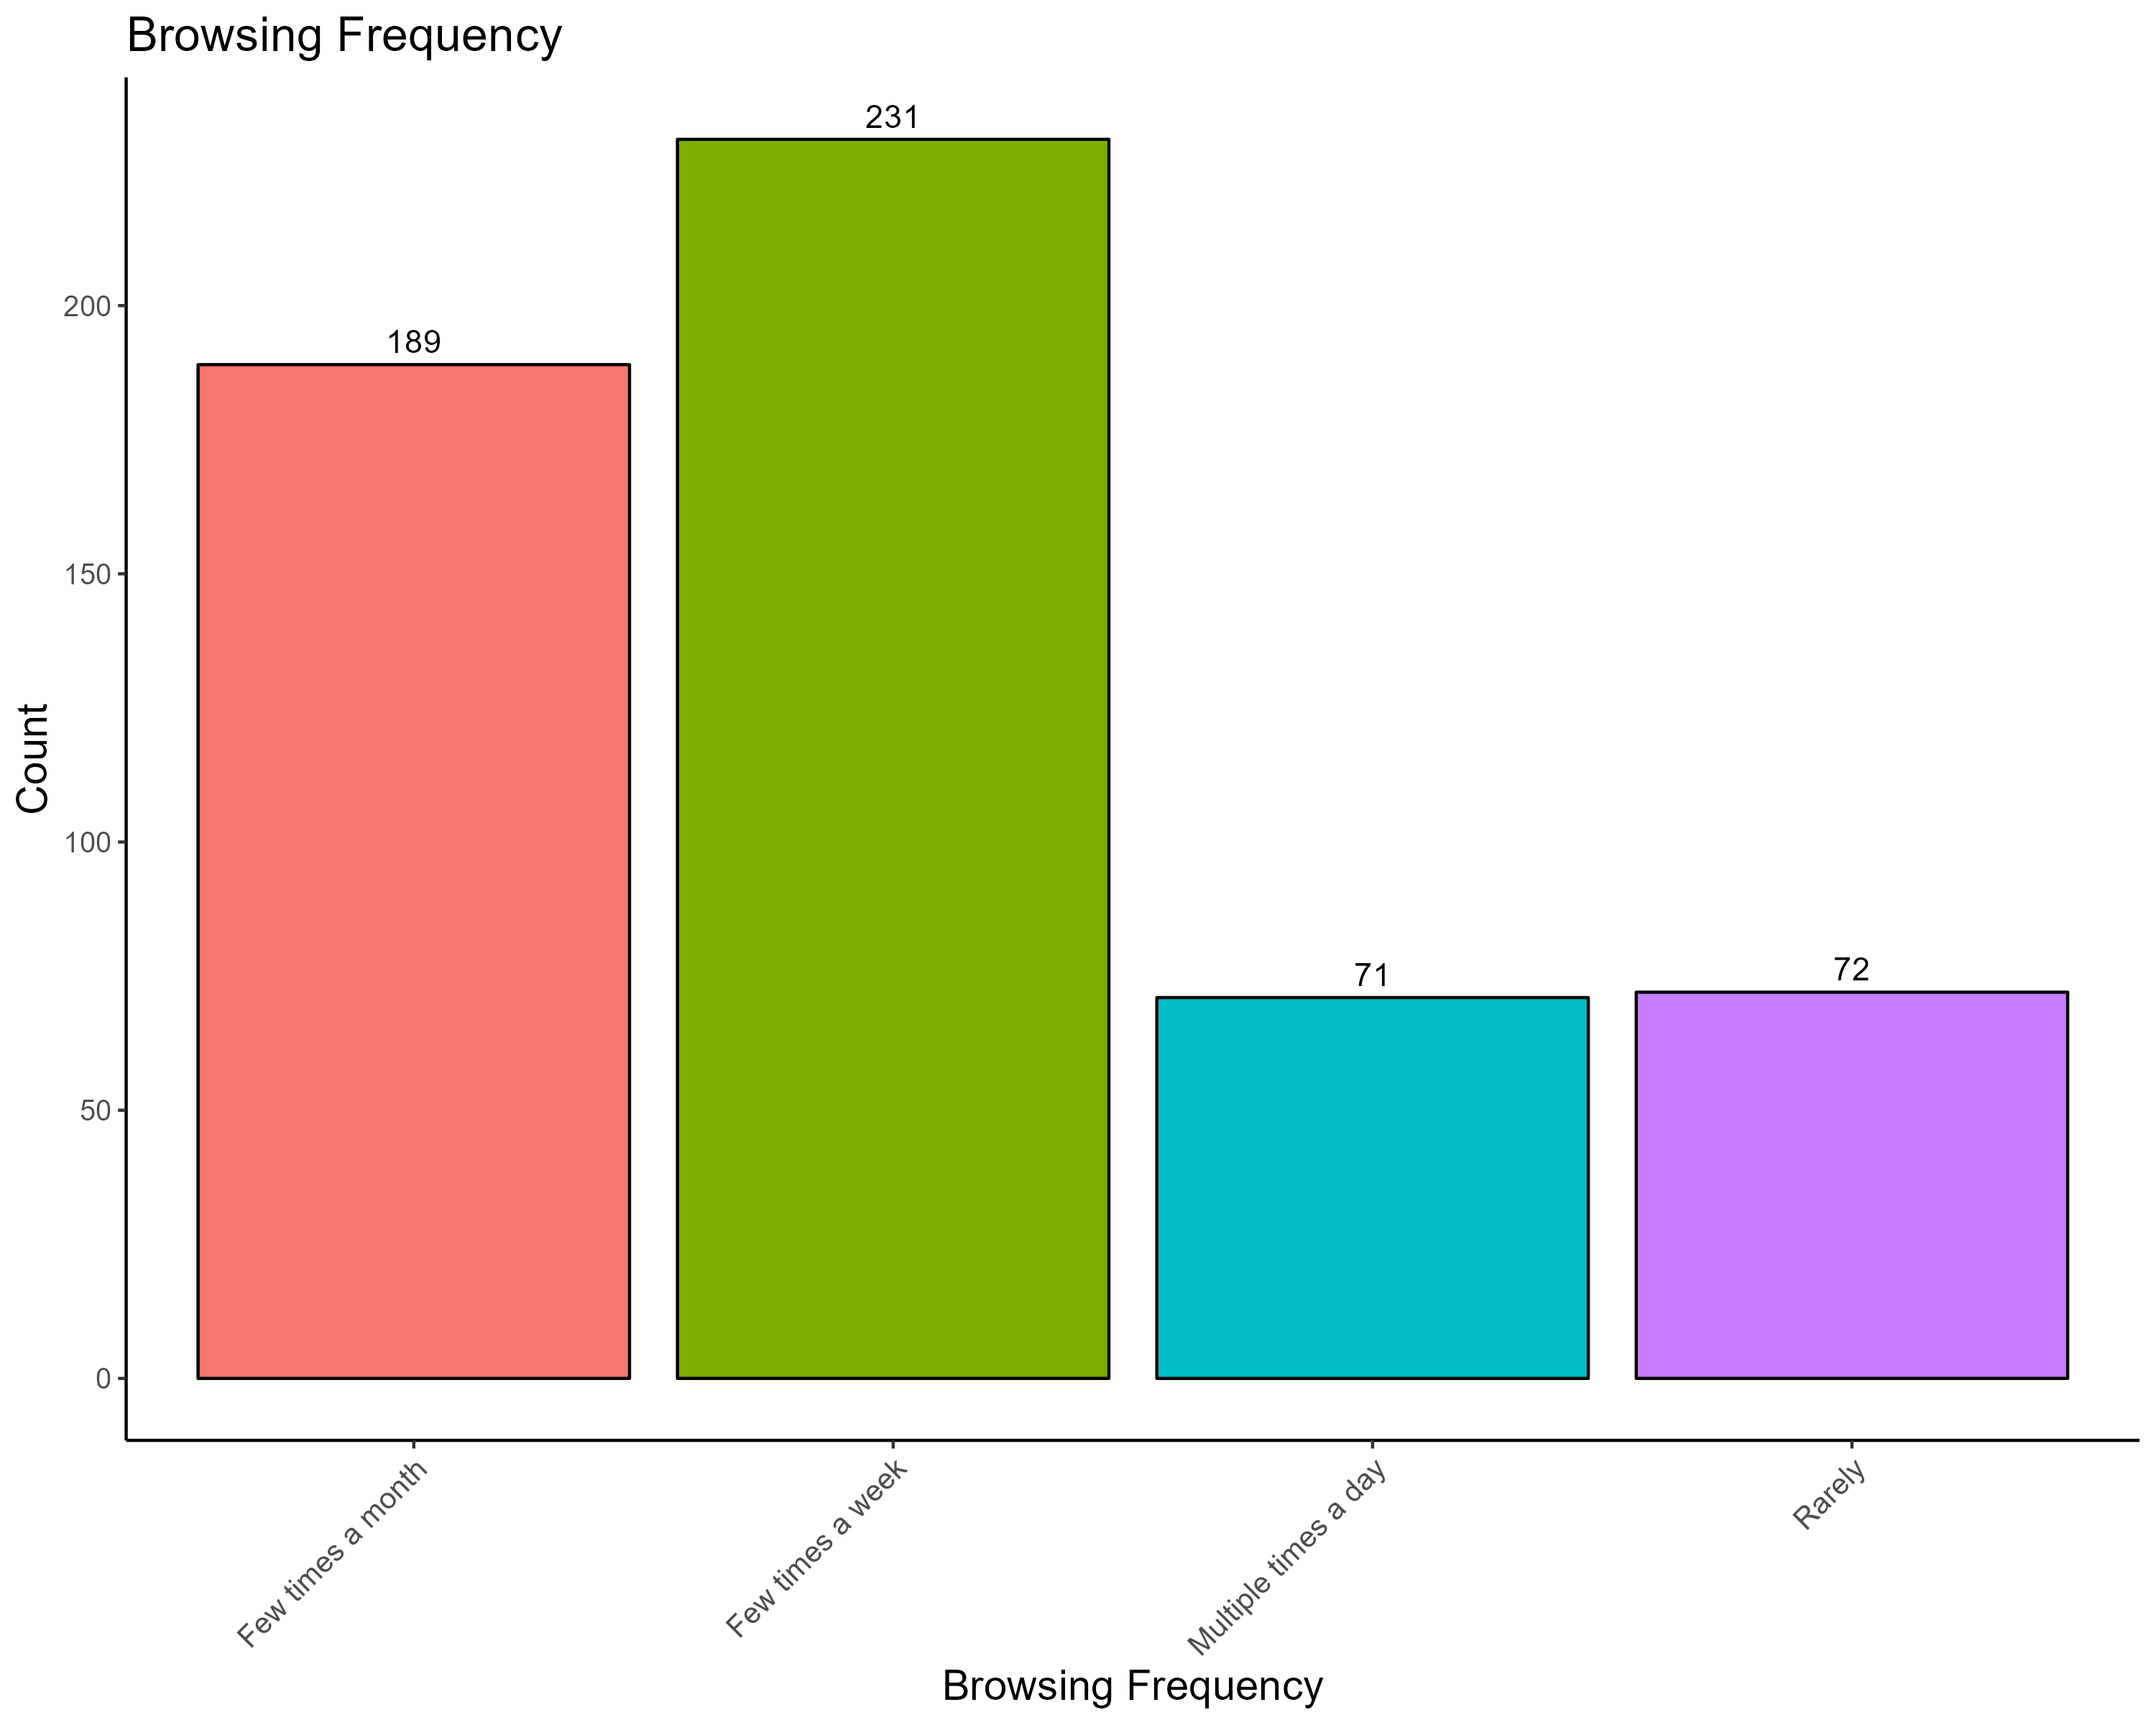 Browsing Frequency
231
200
189
150
Count
100
71
72
50
0
Few times a month
Few times a week
Multiple times a day
Rarely
Browsing Frequency